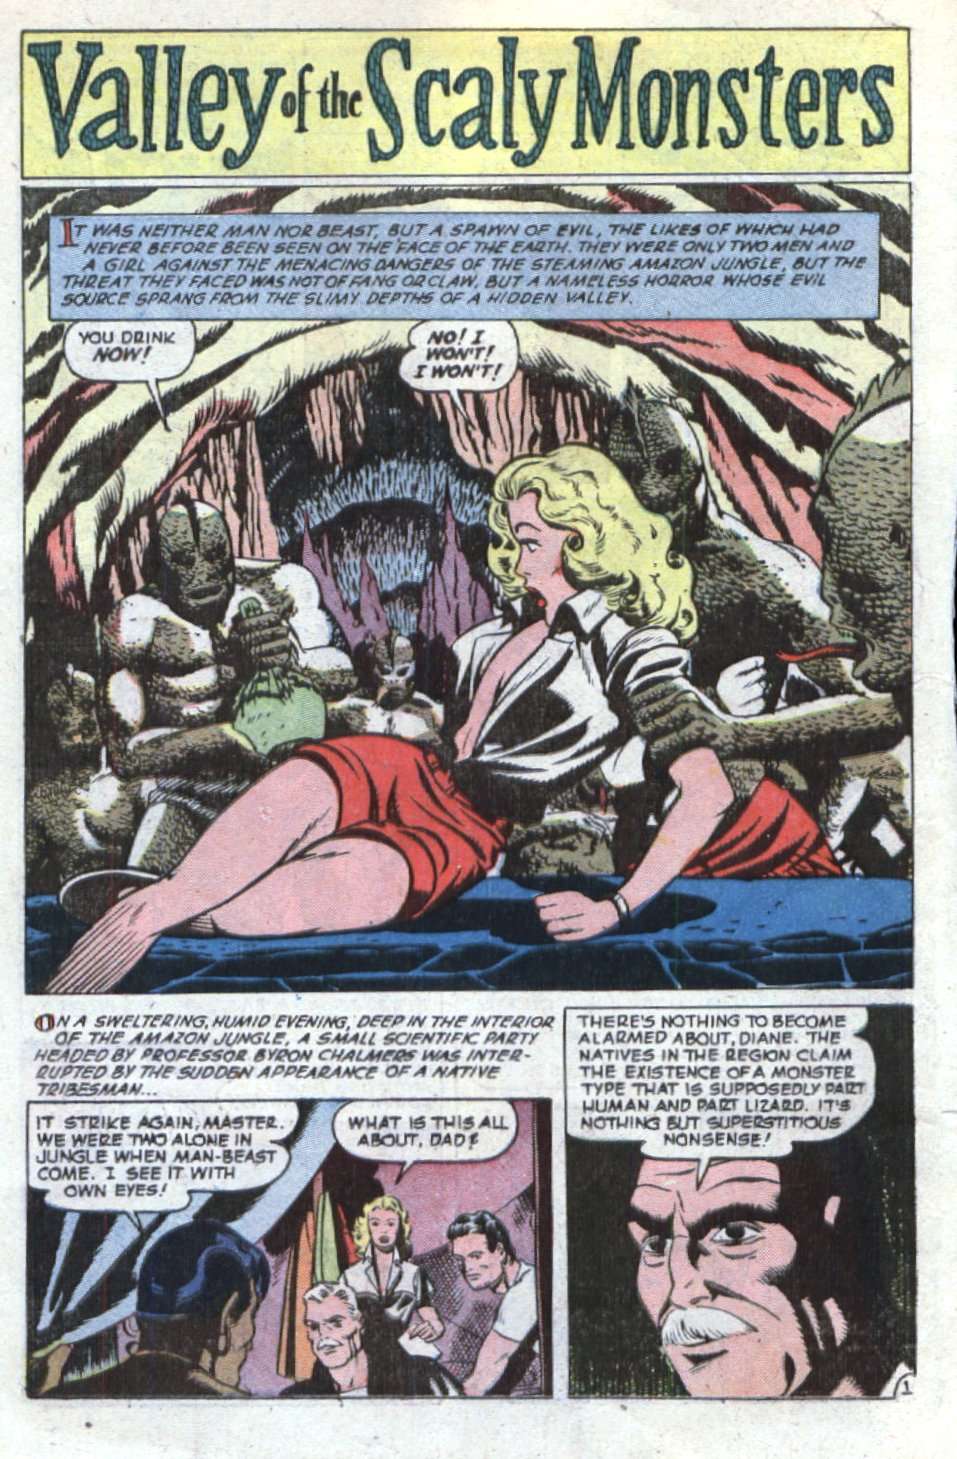 Valley of the Scaly Monsters
IT WAS NEITHER MAN NOR BEAST, BUT A SPAWN OF EVIL, THE LIKES OF WHICH HAD
NEVER BEFORE BEEN SEEN ON THE FACE OF THE EARTH. THEY WERE ONLY TWO MEN AND
A GIRL AGAINST THE MENACING DANGERS OF THE STEAMING AMAZON JUNGLE, BUT THE
THREAT THEY FACED WAS NOT OF FANG OR CLAW, BUT A NAMELESS HORROR WHOSE EVIL
SOURCE SPRANG FROM THE SLIMY DEPTHS OF A HIDDEN VALLEY.
YOU DRINK
NOW!
NO! I
WON'T!
I WON'T!
ON A SWELTERING, HUMID EVENING, DEEP IN THE INTERIOR
OF THE AMAZON JUNGLE, A SMALL SCIENTIFIC PARTY
HEADED BY PROFESSOR BYRON CHALMERS WAS INTER-
RUPTED BY THE SUDDEN APPEARANCE OF A NATIVE
TRIBESMAN...
IT STRIKE AGAIN, MASTER.
WE WERE TWO ALONE IN
JUNGLE WHEN MAN-BEAST
COME. I SEE IT WITH
OWN EYES!
WHAT IS THIS ALL
ABOUT, DAD?
THERE'S NOTHING TO BECOME
ALARMED ABOUT, DIANE. THE
NATIVES IN THE REGION CLAIM
THE EXISTENCE OF A MONSTER
TYPE THAT IS SUPPOSEDLY PART
HUMAN AND PART LIZARD. IT'S
NOTHING BUT SUPERSTITIOUS
NONSENSE!
1